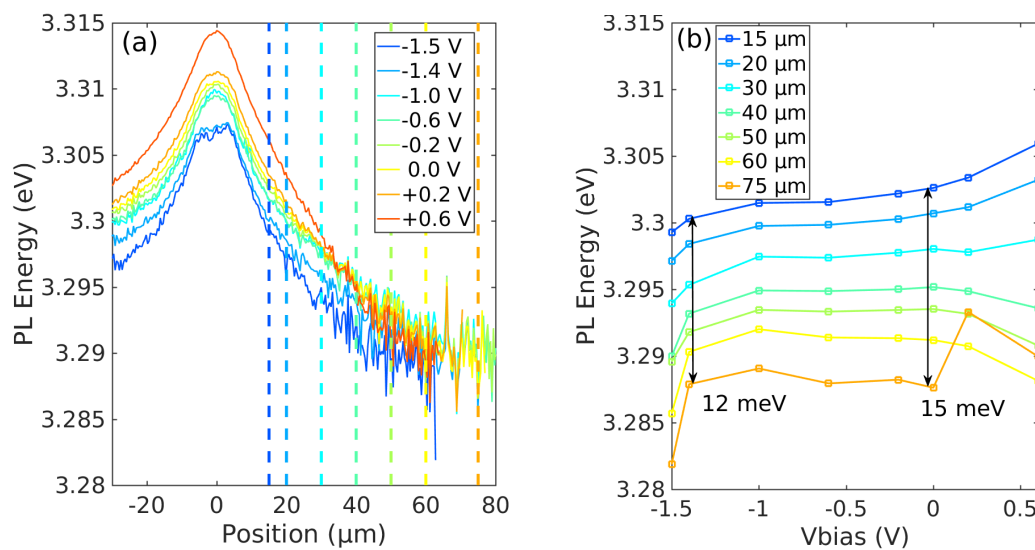 (a)
3.315
3.31
3.305
3.3
3.295
3.29
3.285
3.28
PL Energy (eV)
-20
0
20
40
60
80
Position (µm)
-1.5 V
-1.4 V
-1.0 V
-0.6 V
-0.2 V
0.0 V
+0.2 V
+0.6 V
(b)
3.315
3.31
3.305
3.3
3.295
3.29
3.285
3.28
PL Energy (eV)
-1.5
-1
-0.5
0
0.5
Vbias (V)
15 µm
20 µm
30 µm
40 µm
50 µm
60 µm
75 µm
12 meV
15 meV